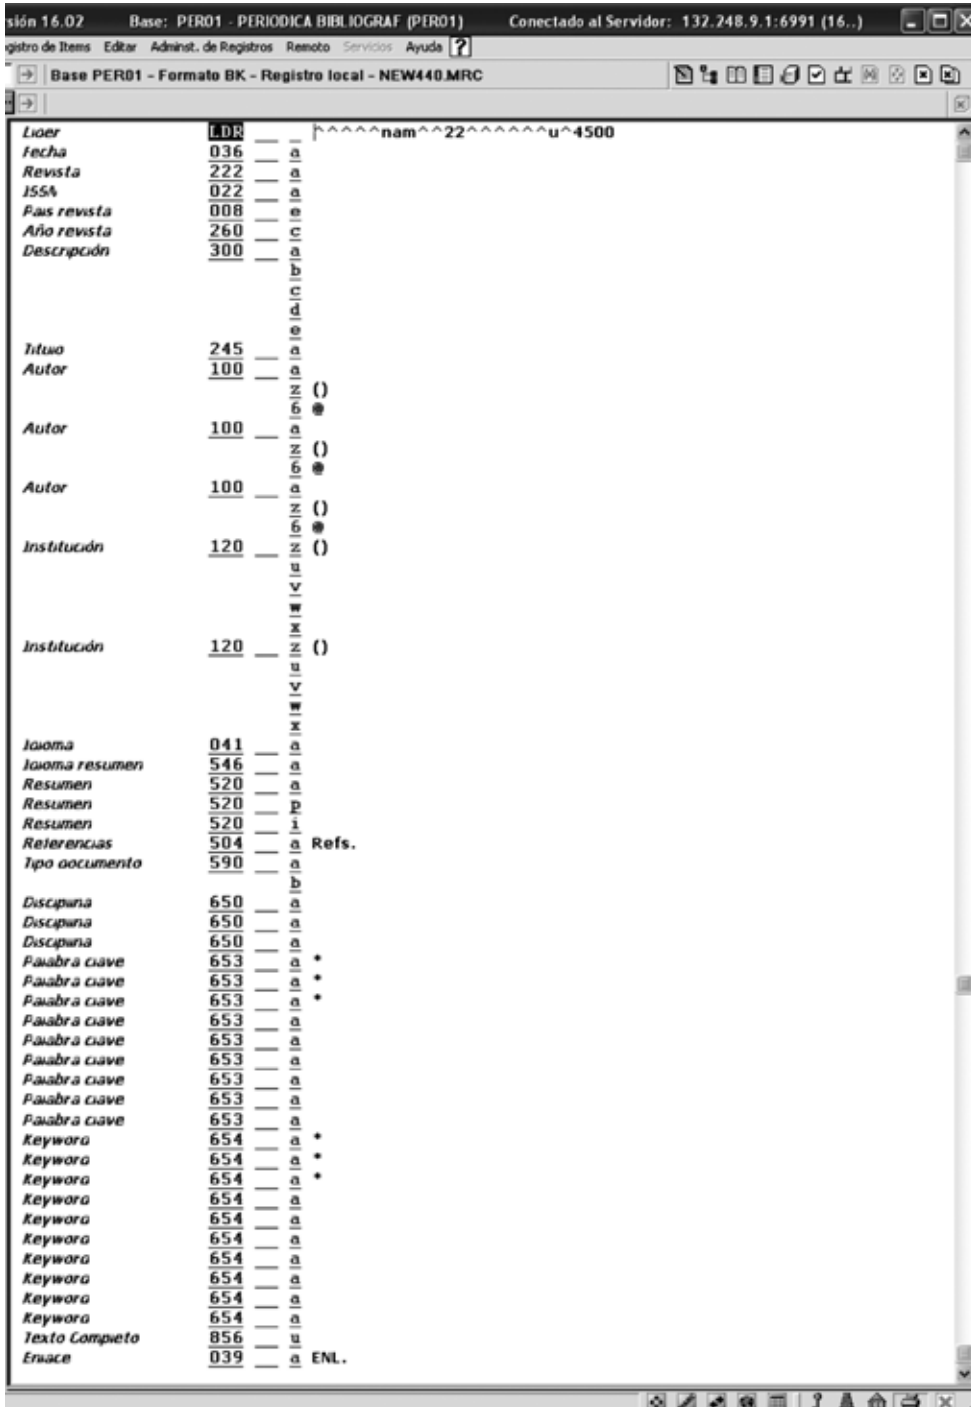 sión 16.02 Base: PER01 - PERIODICA BIBLIOGRAF (PER01) Conectado al Servidor: 132.248.9.1:6991 (16..)
gistro de Items Editar Adminst. de Registros Remoto Servicios Ayuda ?
Base PER01 - Formato BK - Registro local - NEW440.MRC
Lider LDR ^^^^^nam^^22^^^^^^u^4500
Fecha 036 a
Revista 222 a
ISSN 022 a
Pais revista 008 e
Año revista 260 c
Descripción 300 a
b
c
d
e
Titulo 245 a
Autor 100 a
z ()
6 @
Autor 100 a
z ()
6 @
Autor 100 a
z ()
6 @
Institución 120 z ()
u
v
w
x
Institución 120 z ()
u
v
w
x
Idioma 041 a
Idioma resumen 546 a
Resumen 520 a
Resumen 520 p
Resumen 520 i
Referencias 504 a Refs.
Tipo documento 590 a
b
Disciplina 650 a
Disciplina 650 a
Disciplina 650 a
Palabra clave 653 a *
Palabra clave 653 a *
Palabra clave 653 a *
Palabra clave 653 a
Palabra clave 653 a
Palabra clave 653 a
Palabra clave 653 a
Palabra clave 653 a
Palabra clave 653 a
Keyword 654 a *
Keyword 654 a *
Keyword 654 a *
Keyword 654 a
Keyword 654 a
Keyword 654 a
Keyword 654 a
Keyword 654 a
Keyword 654 a
Keyword 654 a
Texto Completo 856 u
Enlace 039 a ENL.